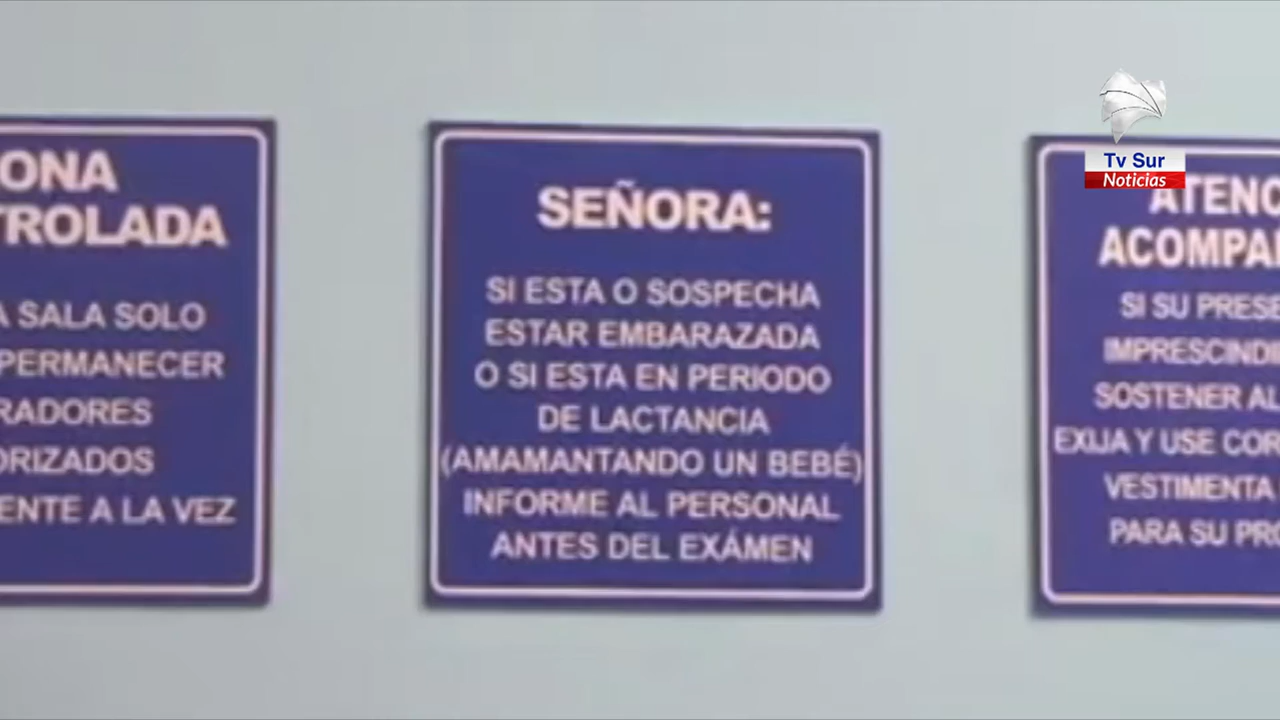 ONA
TROLADA
A SALA SOLO
PERMANECER
RADORES
ORIZADOS
ENTE A LA VEZ
SEÑORA:
SI ESTA O SOSPECHA
ESTAR EMBARAZADA
O SI ESTA EN PERIODO
DE LACTANCIA
(AMAMANTANDO UN BEBÉ)
INFORME AL PERSONAL
ANTES DEL EXÁMEN
Tv Sur
Noticias
ATENC
ACOMPA
SI SU PRESE
IMPRESCINDI
SOSTENER AL
EXIJA Y USE COR
VESTIMENTA
PARA SU PRO